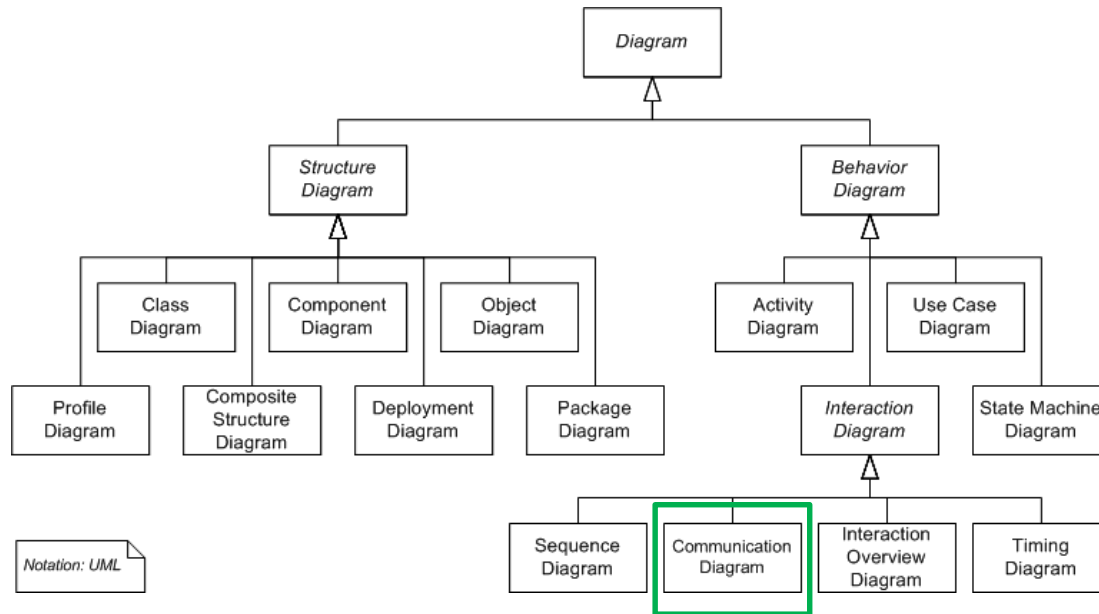 Diagram
Structure
Diagram
Behavior
Diagram
Class
Diagram
Component
Diagram
Object
Diagram
Activity
Diagram
Use Case
Diagram
Profile
Diagram
Composite
Structure
Diagram
Deployment
Diagram
Package
Diagram
Interaction
Diagram
State Machine
Diagram
Sequence
Diagram
Communication
Diagram
Interaction
Overview
Diagram
Timing
Diagram
Notation: UML